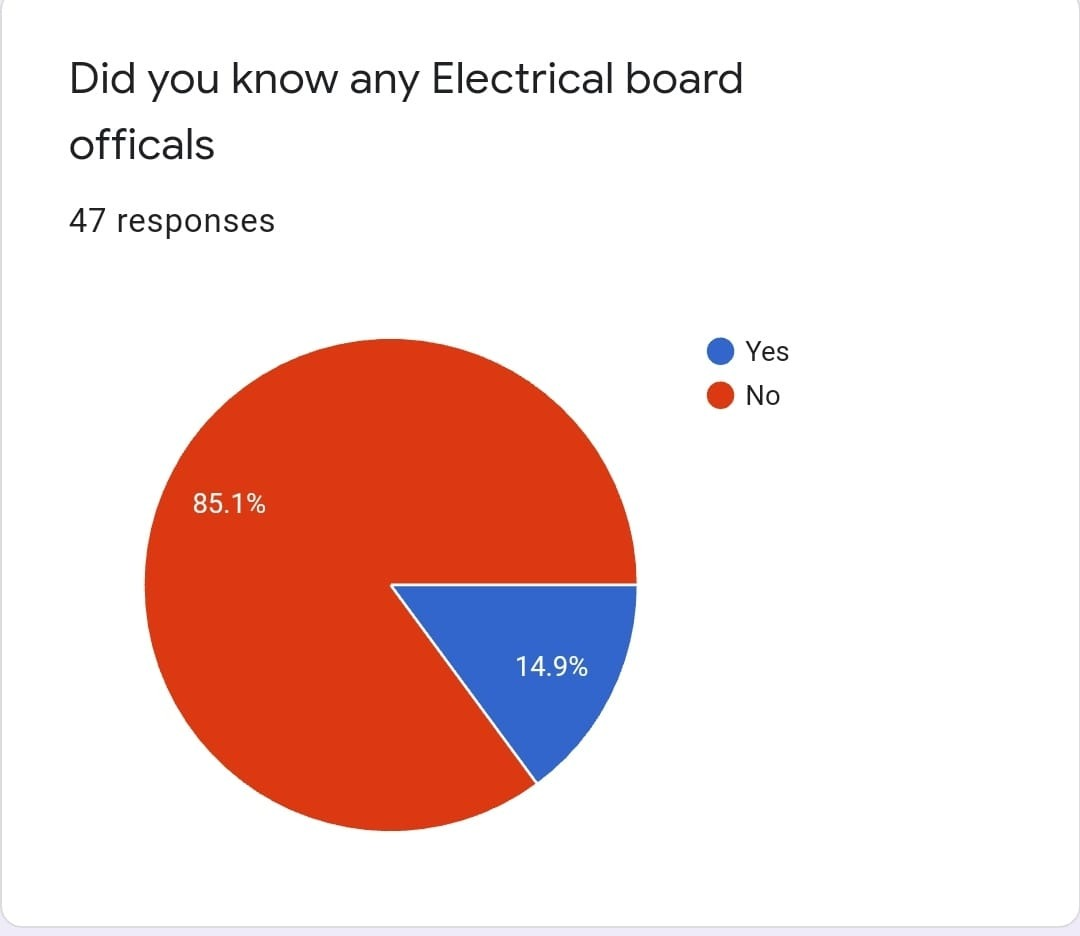 Did you know any Electrical board
officals
47 responses
Yes
No
85.1%
14.9%